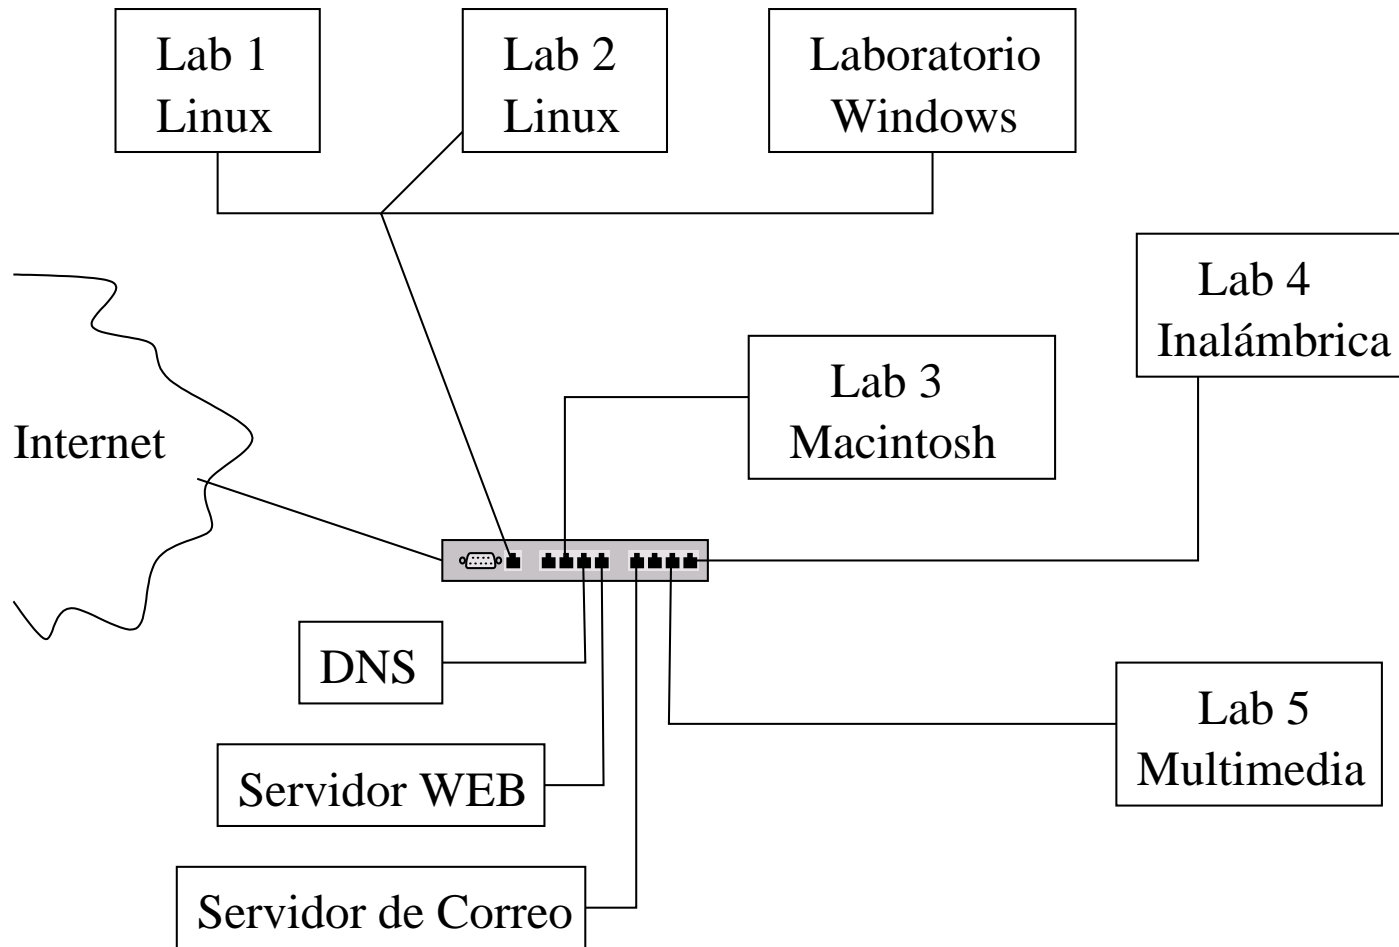 Lab 1
Linux
Lab 2
Linux
Laboratorio
Windows
Lab 4
Inalámbrica
Lab 3
Macintosh
Internet
DNS
Lab 5
Multimedia
Servidor WEB
Servidor de Correo